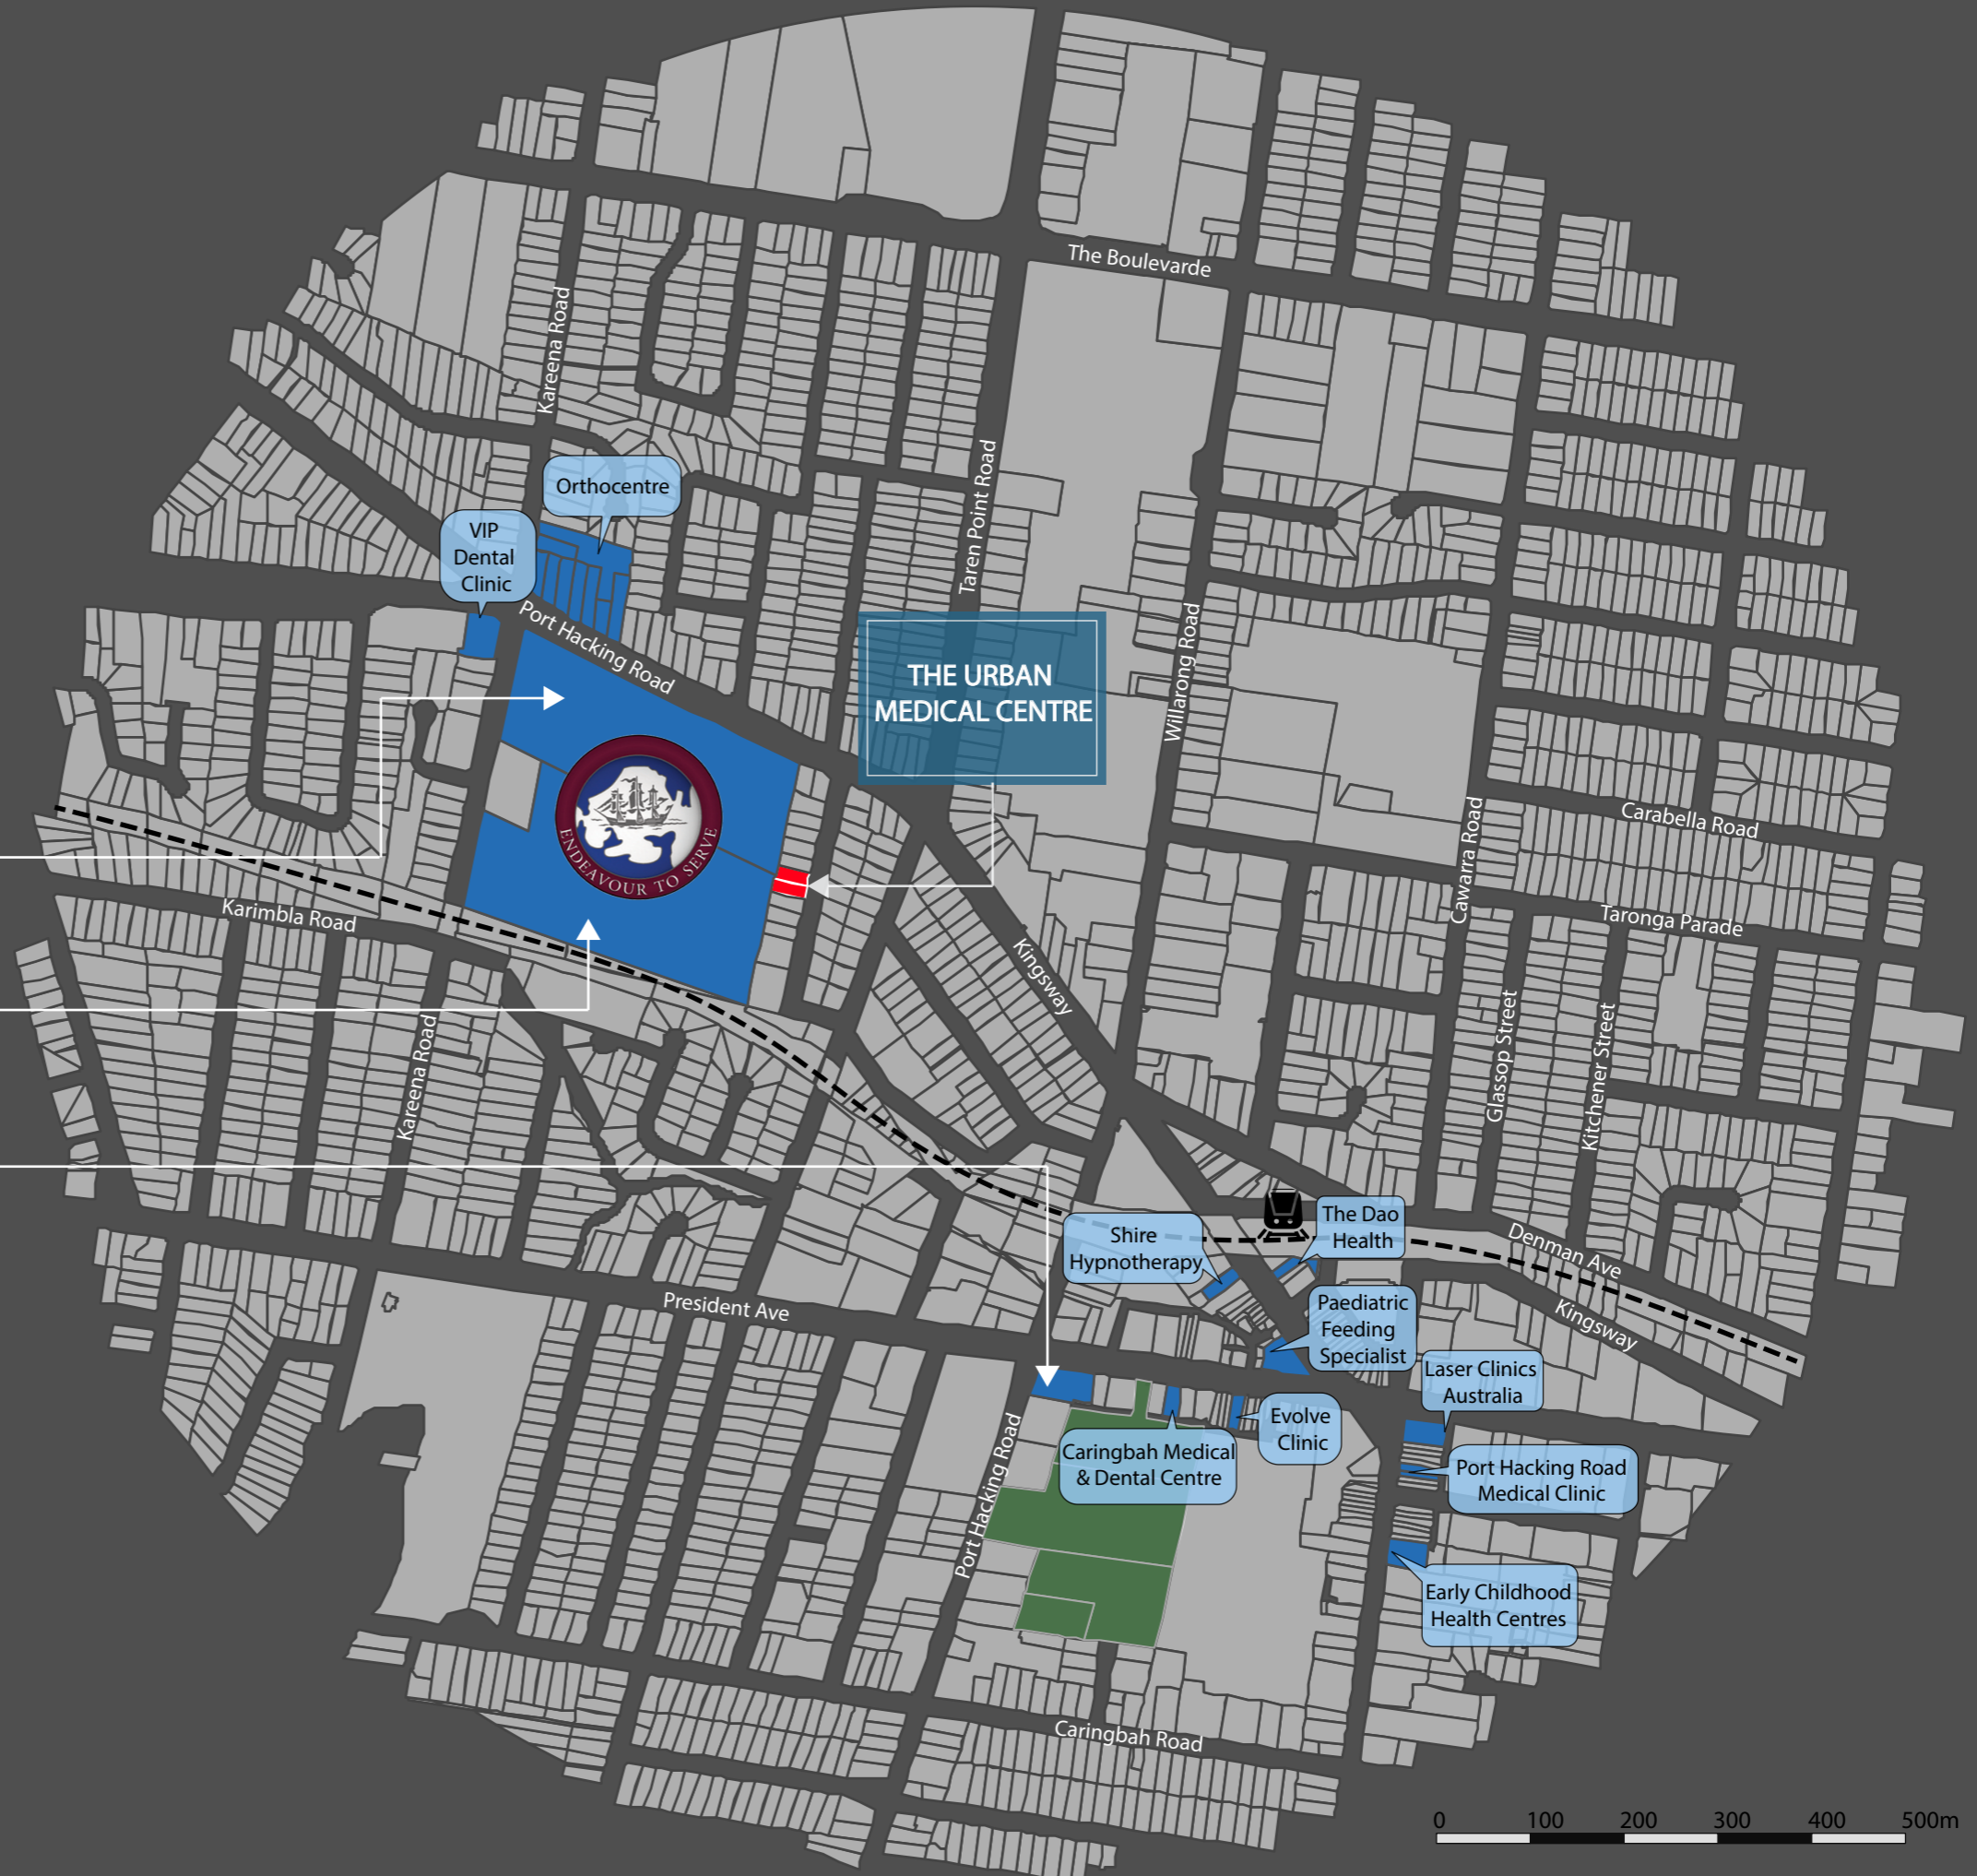 The Boulevarde
Kareena Road
Orthocentre
VIP
Dental
Clinic
Taren Point Road
Port Hacking Road
THE URBAN
MEDICAL CENTRE
Willarong Road
ENDEAVOUR TO SERVE
Carabella Road
Cawarra Road
Karimbla Road
Taronga Parade
Kingsway
Glassop Street
Kitchener Street
Kareena Road
The Dao
Health
Shire
Hypnotherapy
Denman Ave
President Ave
Paediatric
Feeding
Specialist
Kingsway
Laser Clinics
Australia
Evolve
Clinic
Port Hacking Road
Caringbah Medical
& Dental Centre
Port Hacking Road
Medical Clinic
Early Childhood
Health Centres
Caringbah Road
0 100 200 300 400 500m